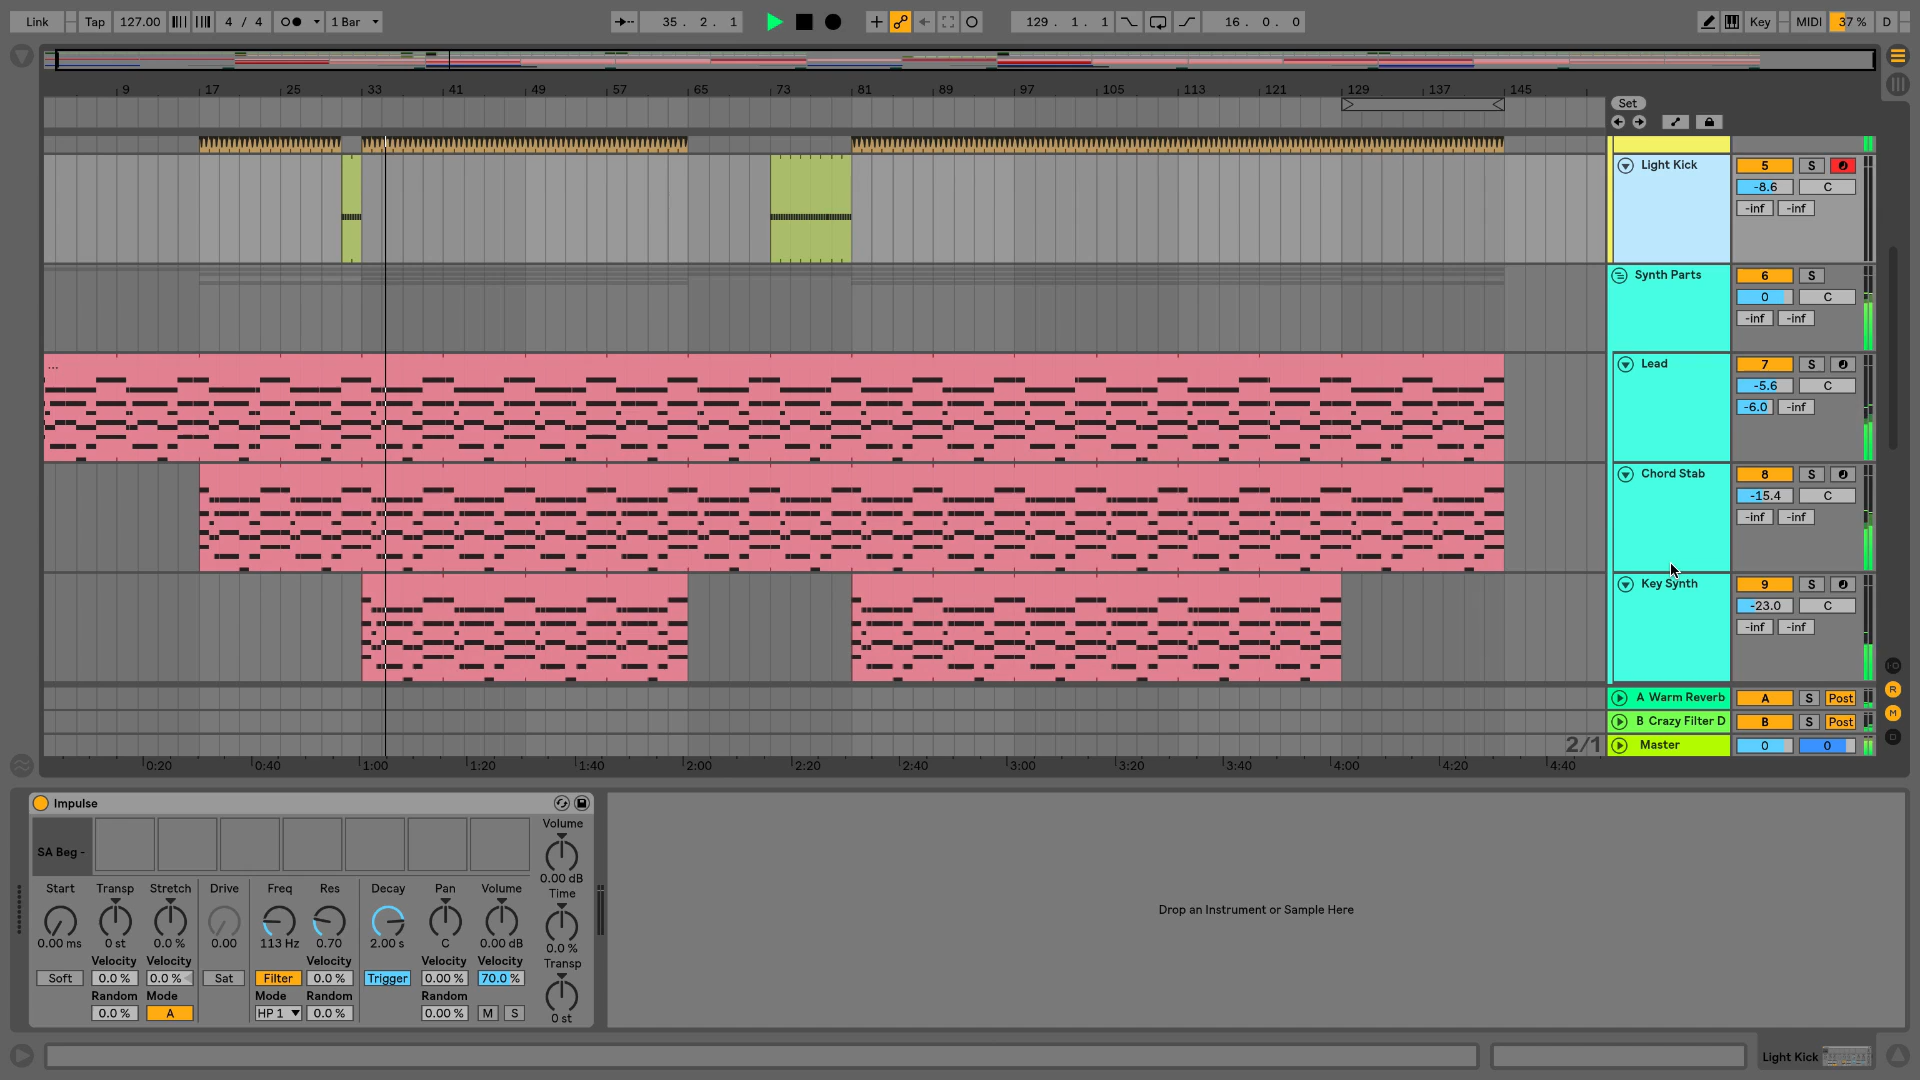 Link Tap 127.00 4 / 4 1 Bar 35 . 2 . 1 129 . 1 . 1 16 . 0 . 0 Key MIDI 37 % D
9 17 25 33 41 49 57 65 73 81 89 97 105 113 121 129 137 145
Set
Light Kick 5 S
-8.6 C
-inf -inf
Synth Parts 6 S
0 C
-inf -inf
...
Lead 7 S
-5.6 C
-6.0 -inf
Chord Stab 8 S
-15.4 C
-inf -inf
Key Synth 9 S
-23.0 C
-inf -inf
A Warm Reverb A S Post
B Crazy Filter D B S Post
2/1 Master 0 0
R
M
0:20 0:40 1:00 1:20 1:40 2:00 2:20 2:40 3:00 3:20 3:40 4:00 4:20 4:40
Impulse
SA Beg -
Volume
0.00 dB
Start Transp Stretch Drive Freq Res Decay Pan Volume
Time
0.00 ms 0 st 0.0 % 0.00 113 Hz 0.70 2.00 s C 0.00 dB
0.0 %
Velocity Velocity Velocity Velocity Velocity
Transp
Soft 0.0 % 0.0 % Sat Filter 0.0 % Trigger 0.00 % 70.0 %
Random Mode Mode Random Random
0.0 % A HP 1 0.0 % 0.00 % M S
0 st
Drop an Instrument or Sample Here
Light Kick